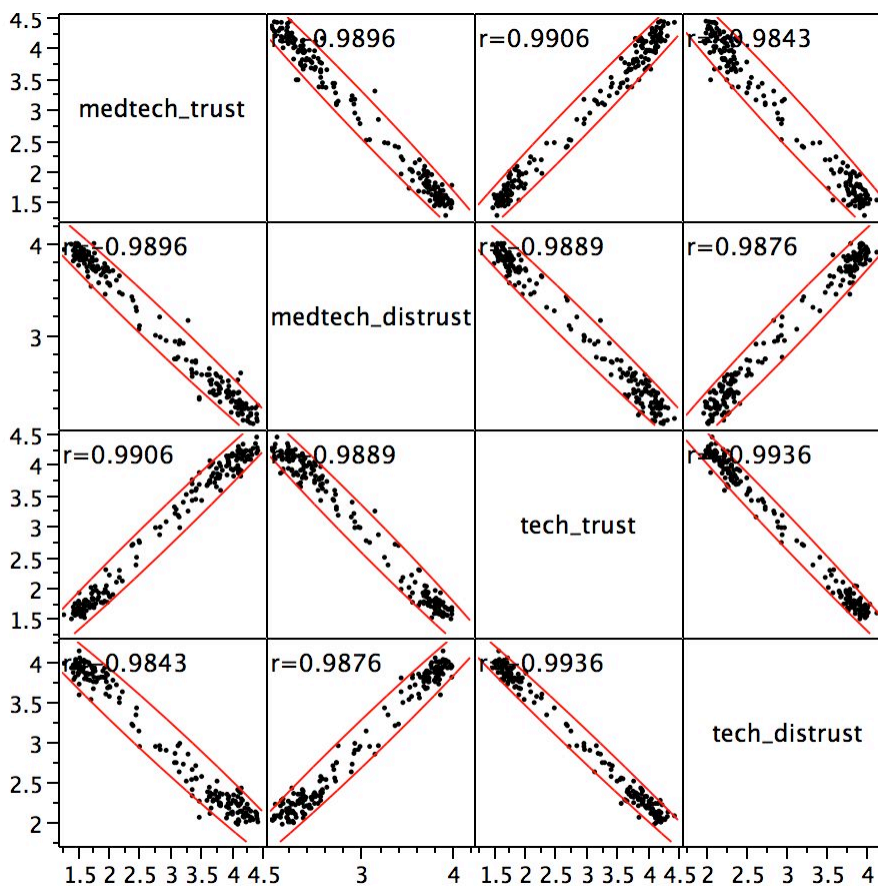 4.5
4 r=-0.9896 r=0.9906 r=-0.9843
3.5
3 medtech_trust
2.5
2
1.5
4 r=-0.9896 r=-0.9889 r=0.9876
medtech_distrust
3
4.5
4 r=0.9906 r=-0.9889 r=-0.9936
3.5
3 tech_trust
2.5
2
1.5
4 r=-0.9843 r=0.9876 r=-0.9936
3.5
3 tech_distrust
2.5
2
1.5 2 2.5 3 3.5 4 4.5 3 4 1.5 2 2.5 3 3.5 4 4.5 2 2.5 3 3.5 4